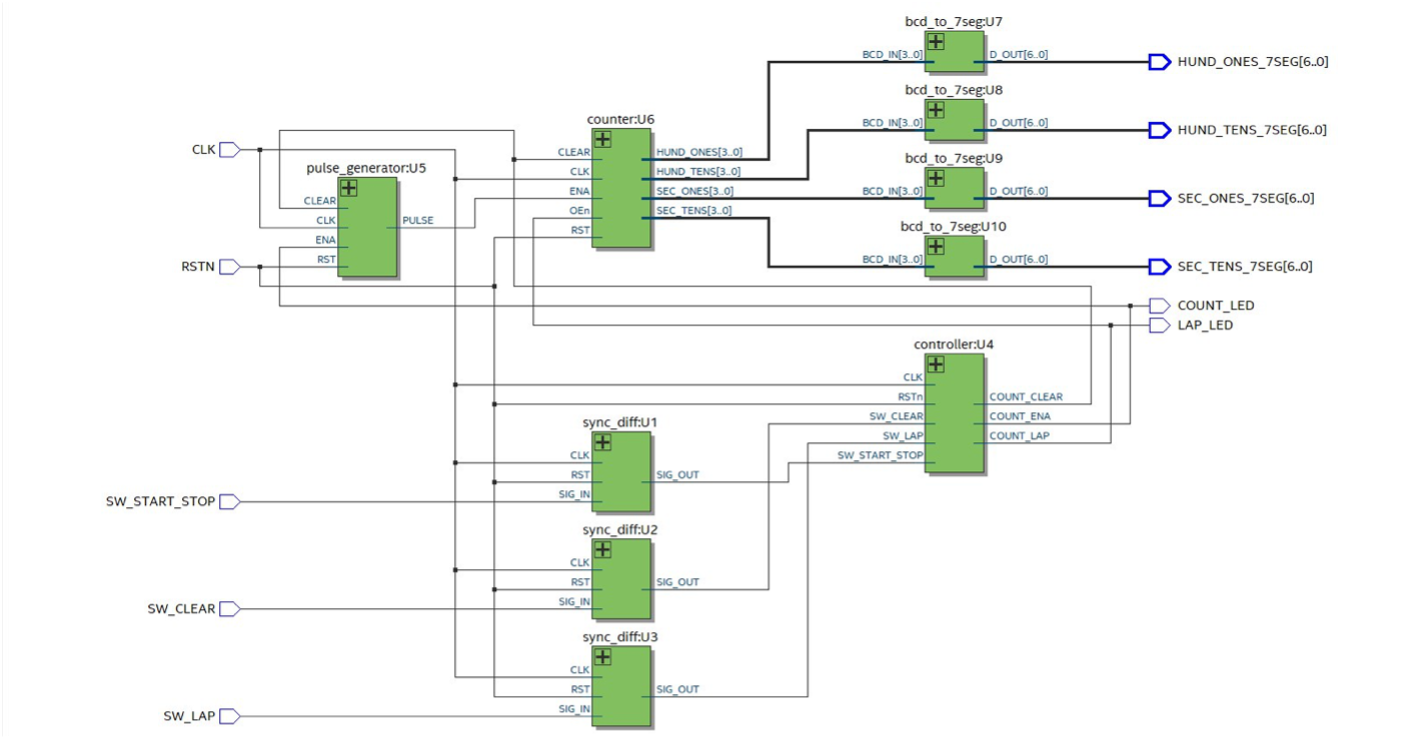 bcd_to_7seg:U7
BCD_IN[3..0]
D_OUT[6..0]
HUND_ONES_7SEG[6..0]
bcd_to_7seg:U8
BCD_IN[3..0]
D_OUT[6..0]
HUND_TENS_7SEG[6..0]
bcd_to_7seg:U9
BCD_IN[3..0]
D_OUT[6..0]
SEC_ONES_7SEG[6..0]
bcd_to_7seg:U10
BCD_IN[3..0]
D_OUT[6..0]
SEC_TENS_7SEG[6..0]
counter:U6
CLEAR
CLK
ENA
OEn
RST
HUND_ONES[3..0]
HUND_TENS[3..0]
SEC_ONES[3..0]
SEC_TENS[3..0]
CLK
pulse_generator:U5
CLEAR
CLK
ENA
RST
PULSE
RSTN
COUNT_LED
LAP_LED
controller:U4
CLK
RSTn
SW_CLEAR
SW_LAP
SW_START_STOP
COUNT_CLEAR
COUNT_ENA
COUNT_LAP
sync_diff:U1
CLK
RST
SIG_IN
SIG_OUT
SW_START_STOP
sync_diff:U2
CLK
RST
SIG_IN
SIG_OUT
SW_CLEAR
sync_diff:U3
CLK
RST
SIG_IN
SIG_OUT
SW_LAP